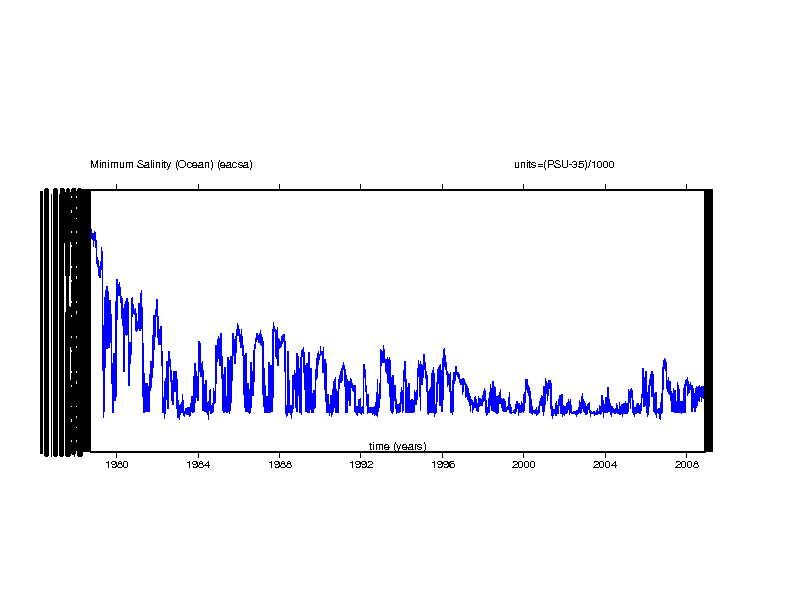 Minimum Salinity (Ocean) (eacsa) units=(PSU-35)/1000
time (years)
1980 1984 1988 1992 1996 2000 2004 2008